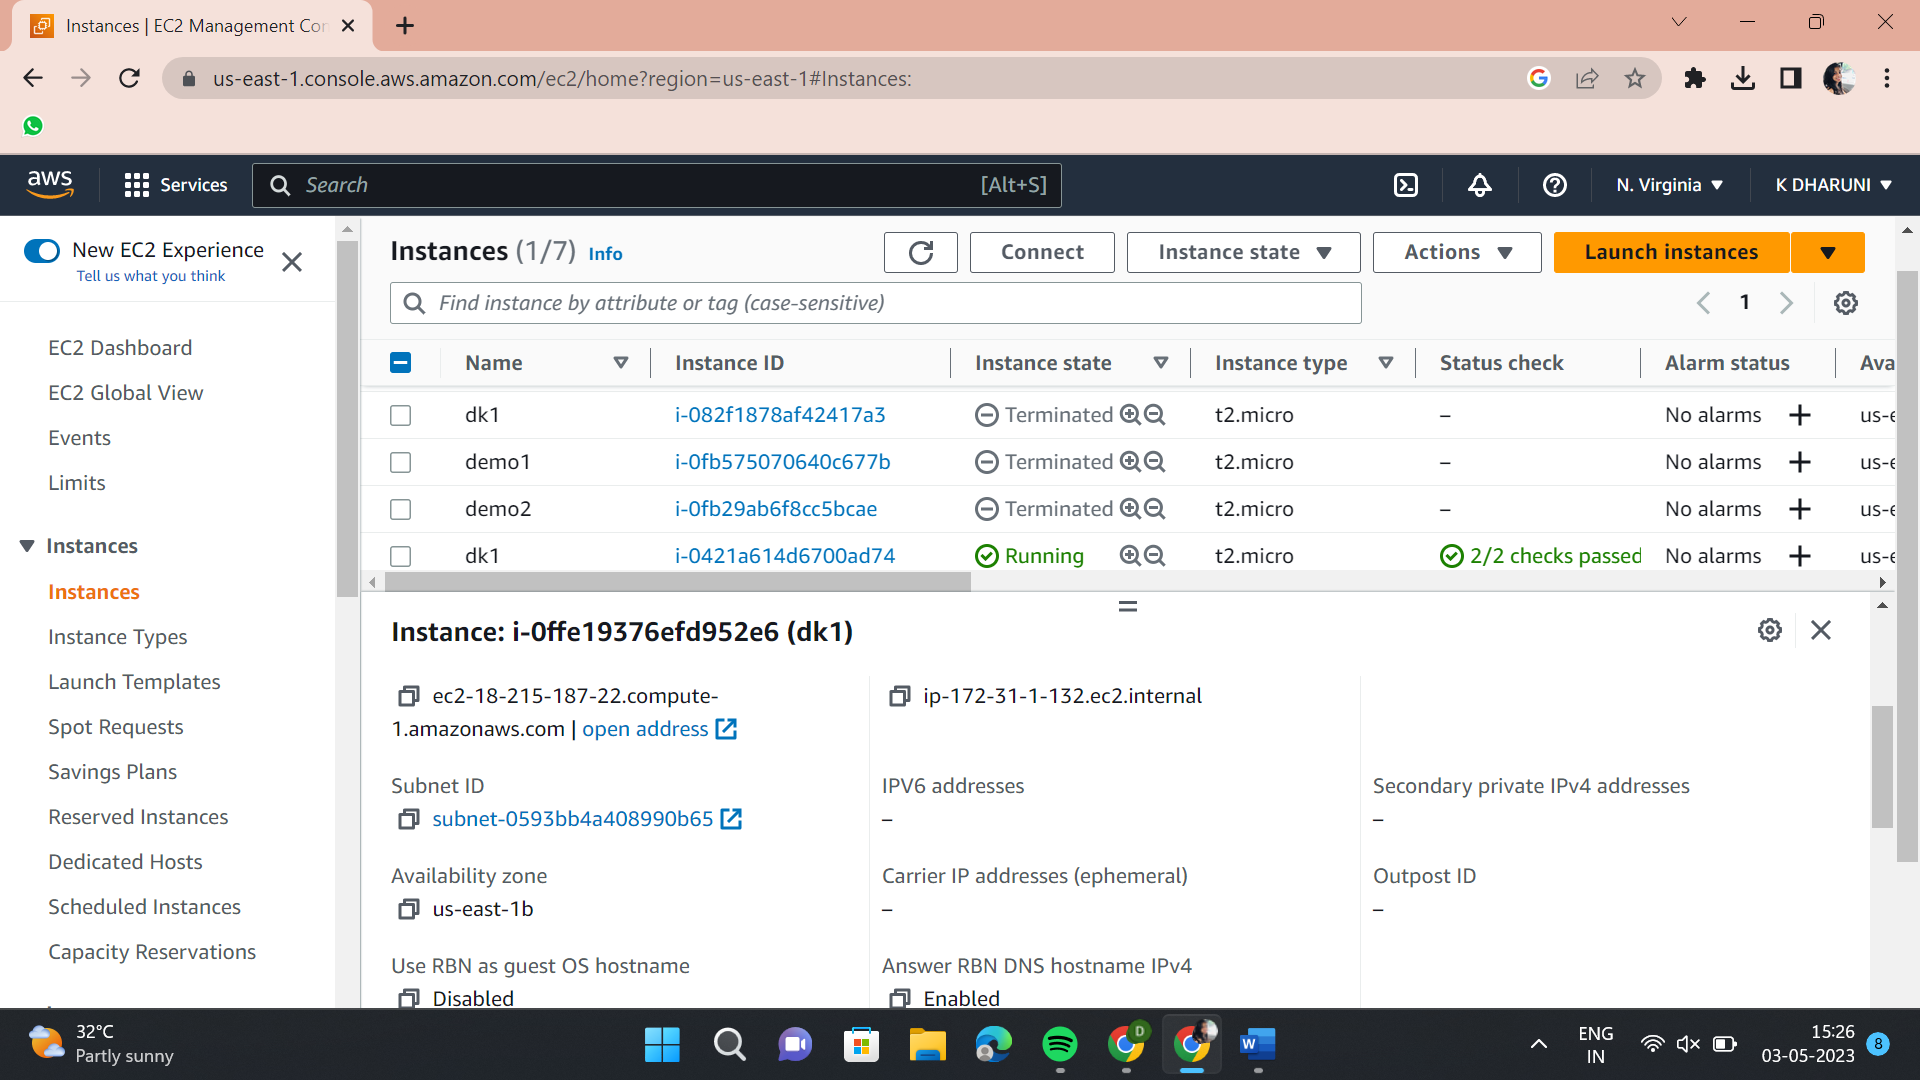 Instances | EC2 Management Con
us-east-1.console.aws.amazon.com/ec2/home?region=us-east-1#Instances:
aws
Services
Search
[Alt+S]
N. Virginia
K DHARUNI
New EC2 Experience
Tell us what you think
EC2 Dashboard
EC2 Global View
Events
Limits
Instances
Instances
Instance Types
Launch Templates
Spot Requests
Savings Plans
Reserved Instances
Dedicated Hosts
Scheduled Instances
Capacity Reservations
Instances (1/7) Info
Connect
Instance state
Actions
Launch instances
Find instance by attribute or tag (case-sensitive)
1
Name Instance ID Instance state Instance type Status check Alarm status Ava
dk1 i-082f1878af42417a3 Terminated t2.micro – No alarms + us-e
demo1 i-0fb575070640c677b Terminated t2.micro – No alarms + us-e
demo2 i-0fb29ab6f8cc5bcae Terminated t2.micro – No alarms + us-e
dk1 i-0421a614d6700ad74 Running t2.micro 2/2 checks passed No alarms + us-e
Instance: i-0ffe19376efd952e6 (dk1)
ec2-18-215-187-22.compute-
1.amazonaws.com | open address
ip-172-31-1-132.ec2.internal
Subnet ID
subnet-0593bb4a408990b65
IPV6 addresses
–
Secondary private IPv4 addresses
–
Availability zone
us-east-1b
Carrier IP addresses (ephemeral)
–
Outpost ID
–
Use RBN as guest OS hostname
Disabled
Answer RBN DNS hostname IPv4
Enabled
32°C
Partly sunny
D
W
ENG
IN
15:26
03-05-2023
8